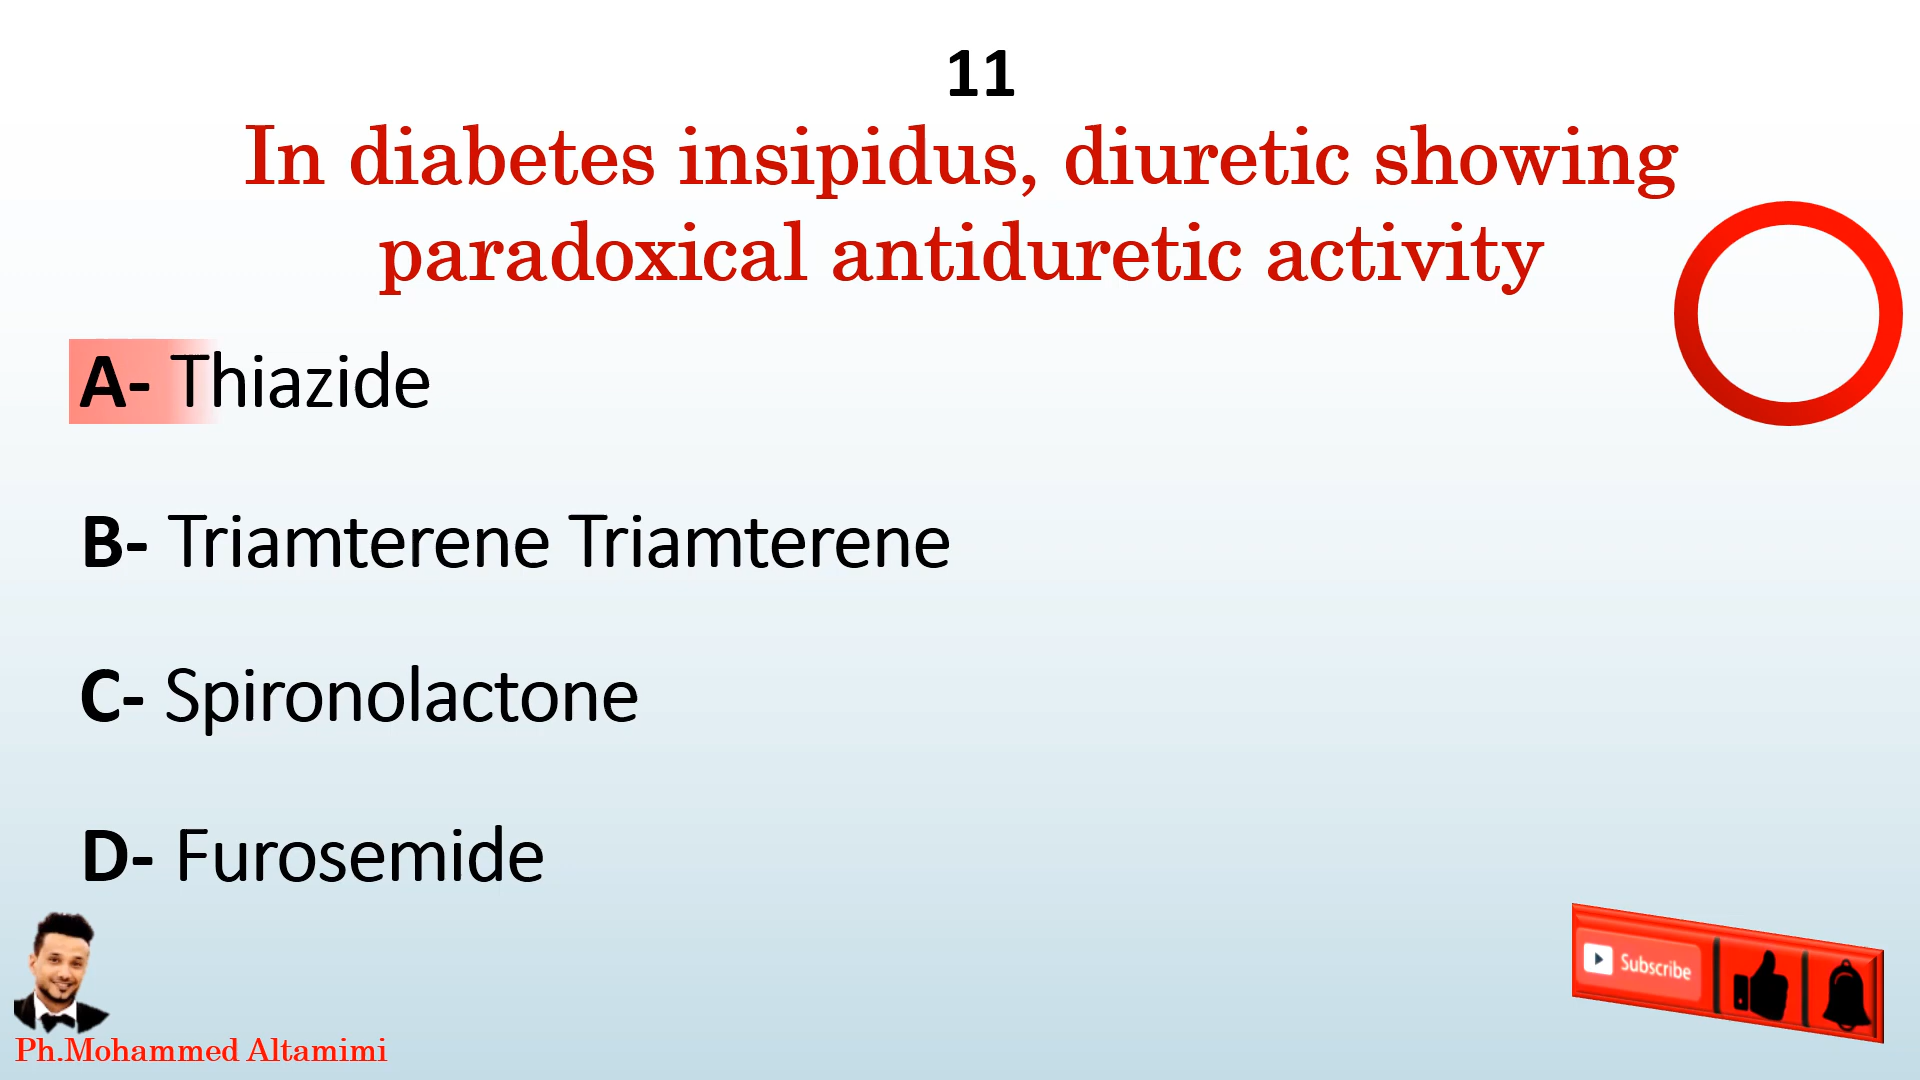 11
In diabetes insipidus, diuretic showing
paradoxical antiduretic activity
A- Thiazide
B- Triamterene Triamterene
C- Spironolactone
D- Furosemide
Subscribe
Ph.Mohammed Altamimi